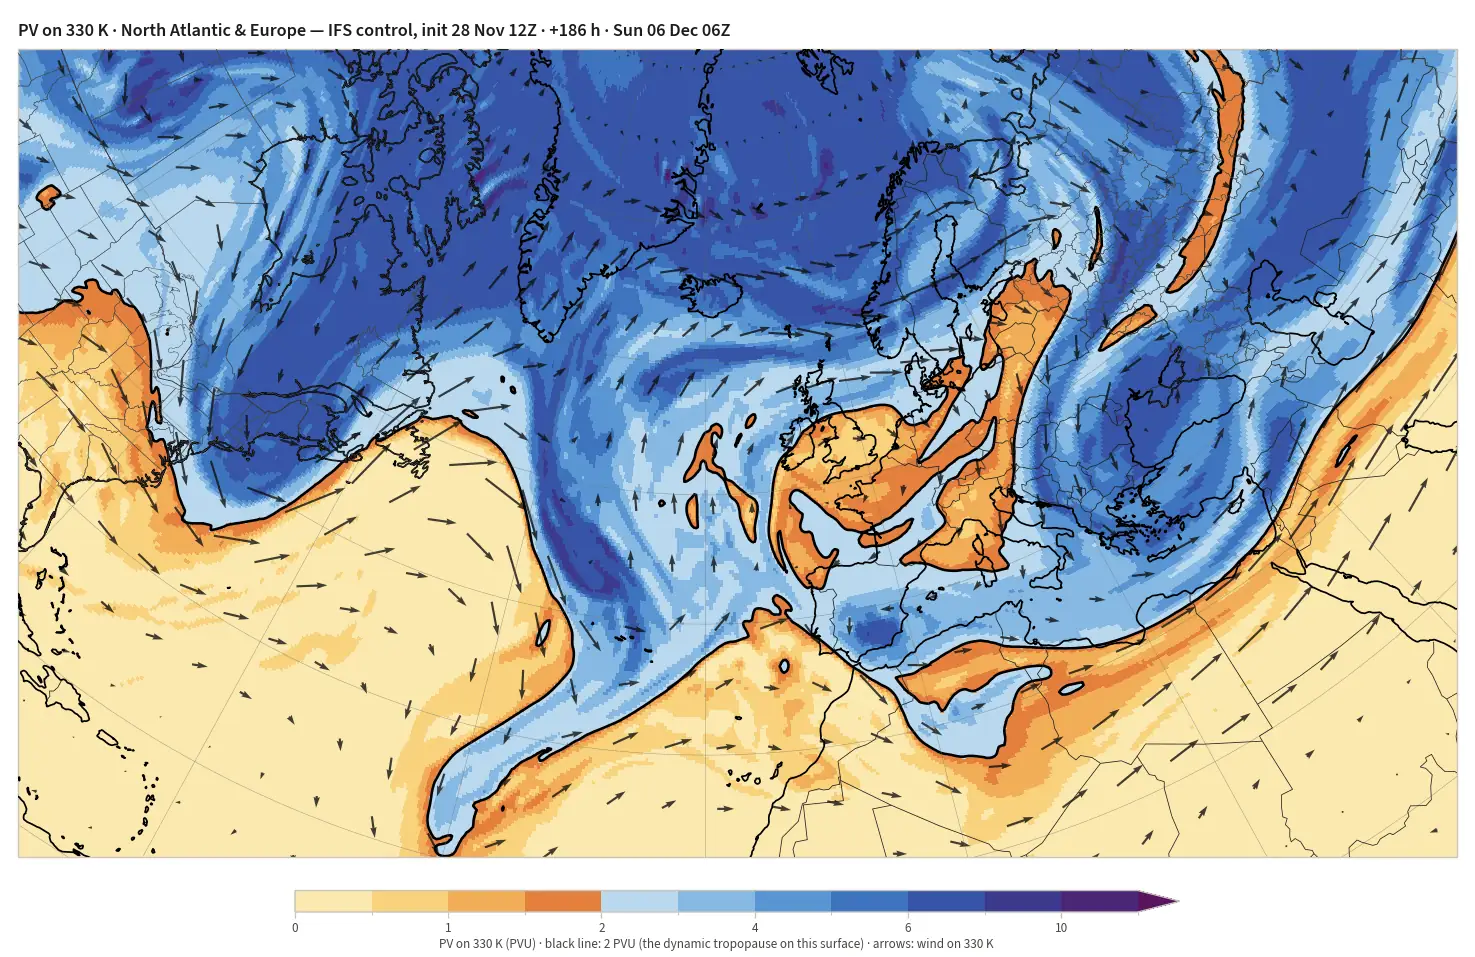 PV on 330 K · North Atlantic & Europe — IFS control, init 28 Nov 12Z · +186 h · Sun 06 Dec 06Z
0 1 2 4 6 10
PV on 330 K (PVU) · black line: 2 PVU (the dynamic tropopause on this surface) · arrows: wind on 330 K